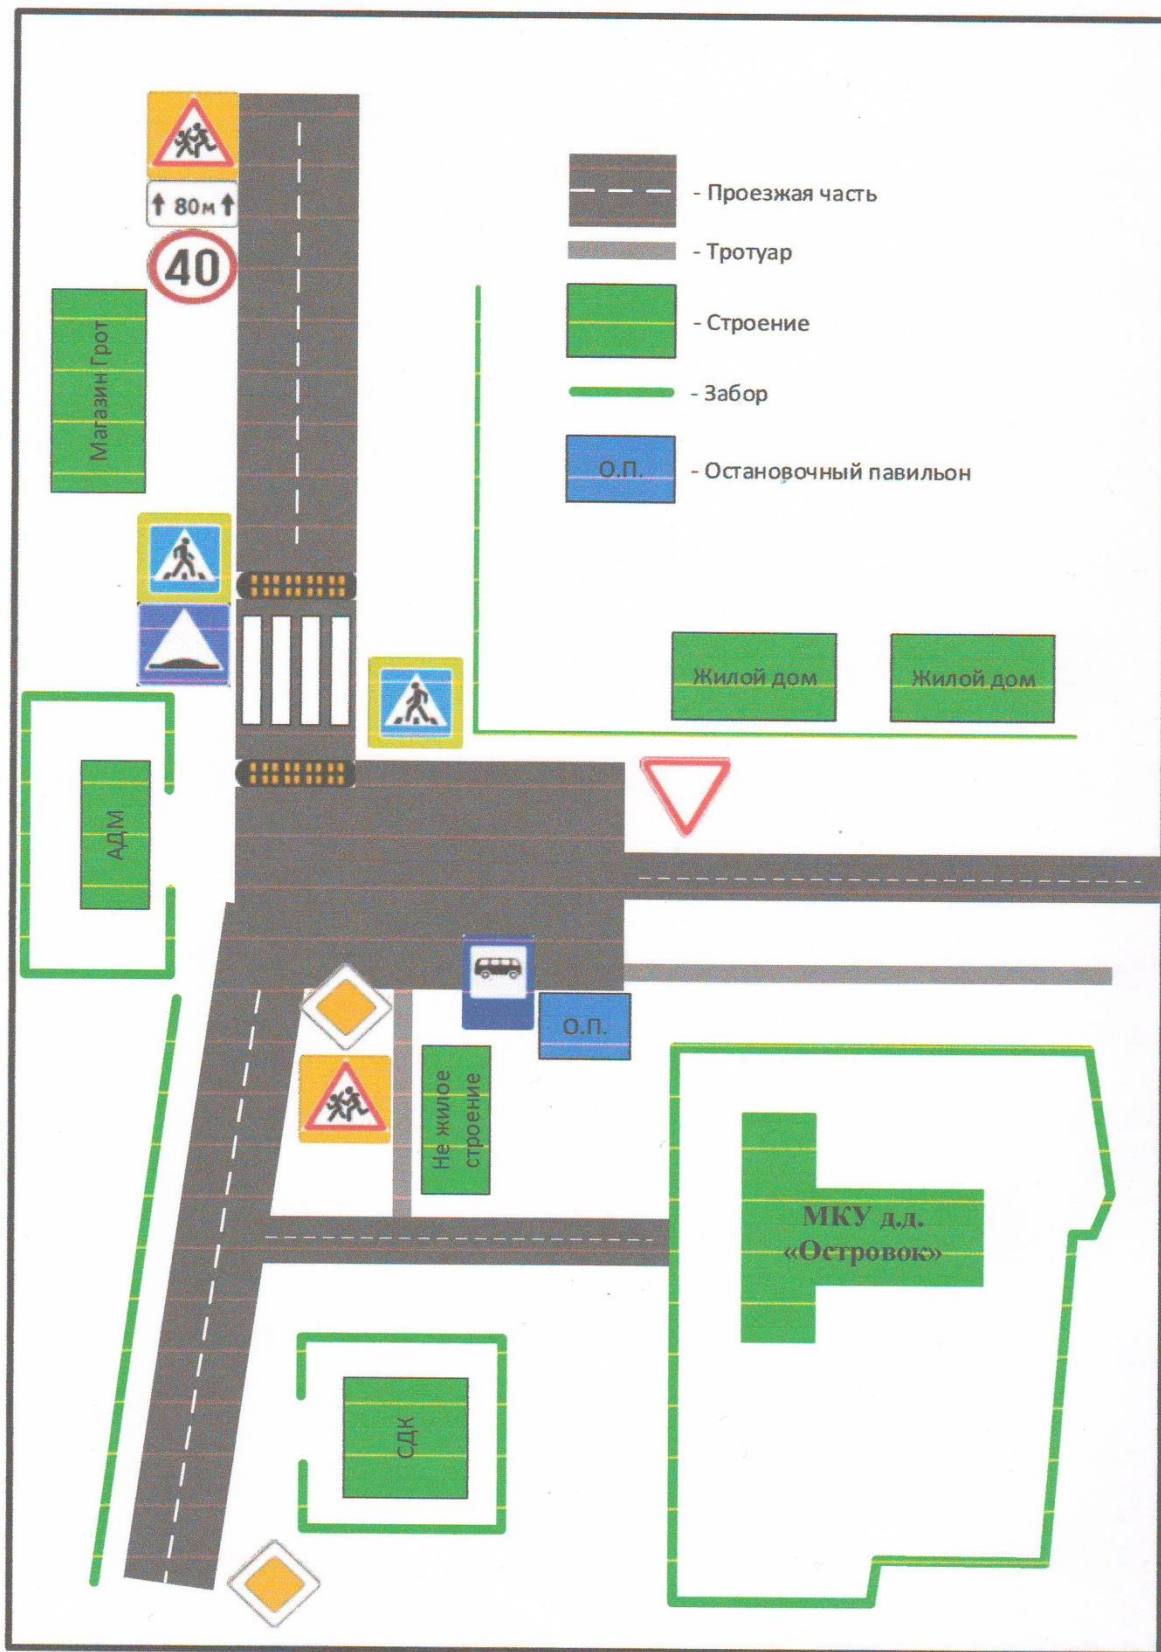 80м
40
- Проезжая часть
- Тротуар
- Строение
- Забор
О.П.
- Остановочный павильон
Магазин Грот
Жилой дом
Жилой дом
АДМ
О.П.
Не жилое
строение
МКУ д.д.
«Островок»
СДК